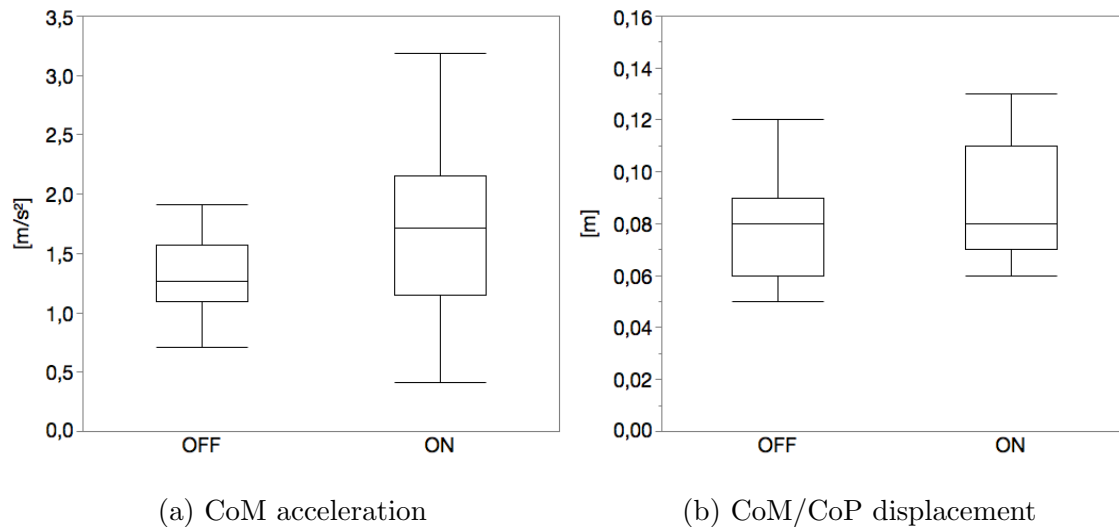 3,5
3,0
2,5
2,0
1,5
1,0
0,5
0,0
[m/s²]
OFF ON
0,16
0,14
0,12
0,10
0,08
0,06
0,04
0,02
0,00
[m]
OFF ON
(a) CoM acceleration
(b) CoM/CoP displacement